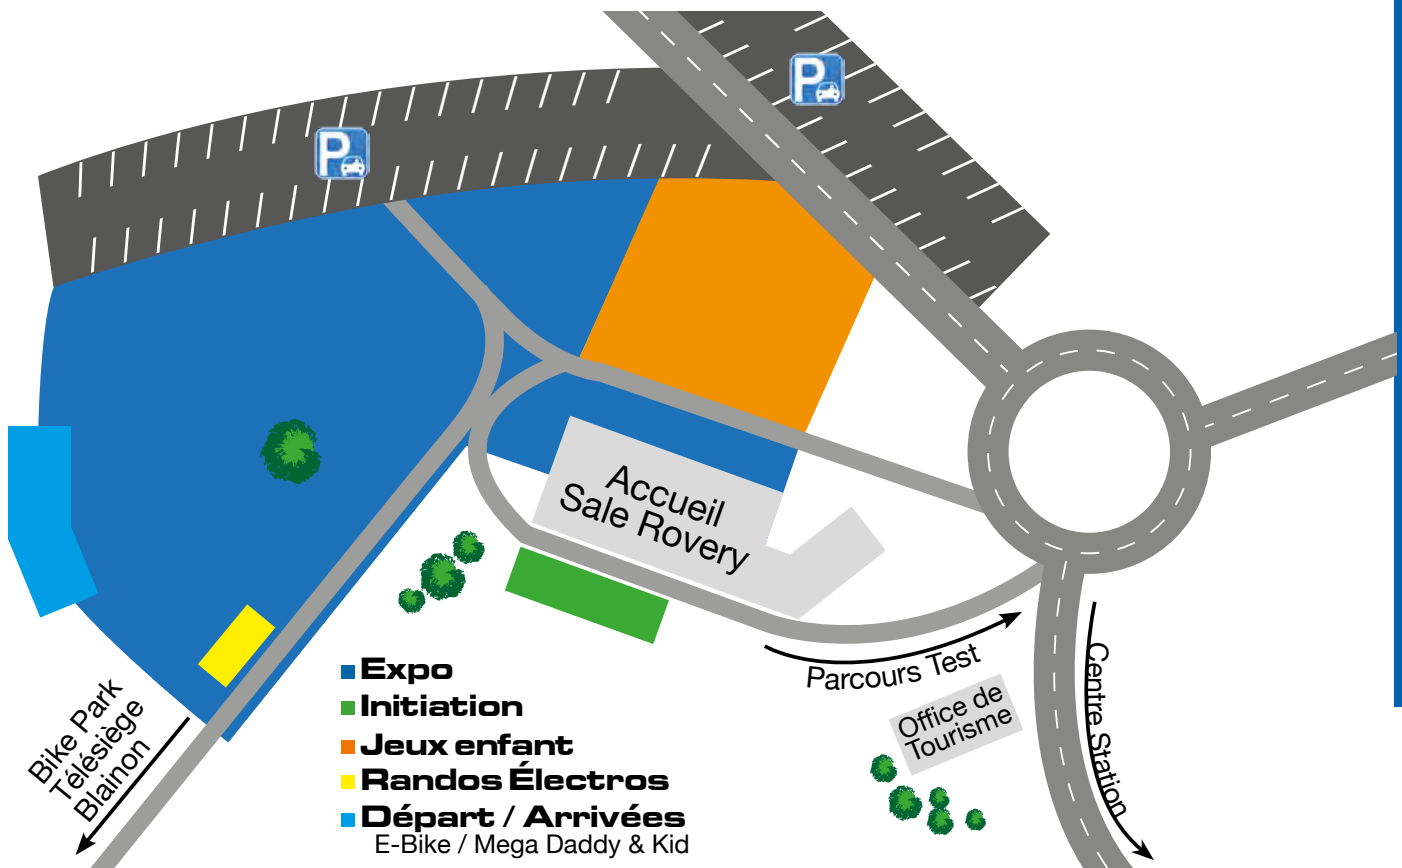 P
P
Accueil
Sale Rovery
Parcours Test
Centre Station
Office de
Tourisme
Bike Park
Télésiège
Blainon
Expo
Initiation
Jeux enfant
Randos Électros
Départ / Arrivées
E-Bike / Mega Daddy & Kid